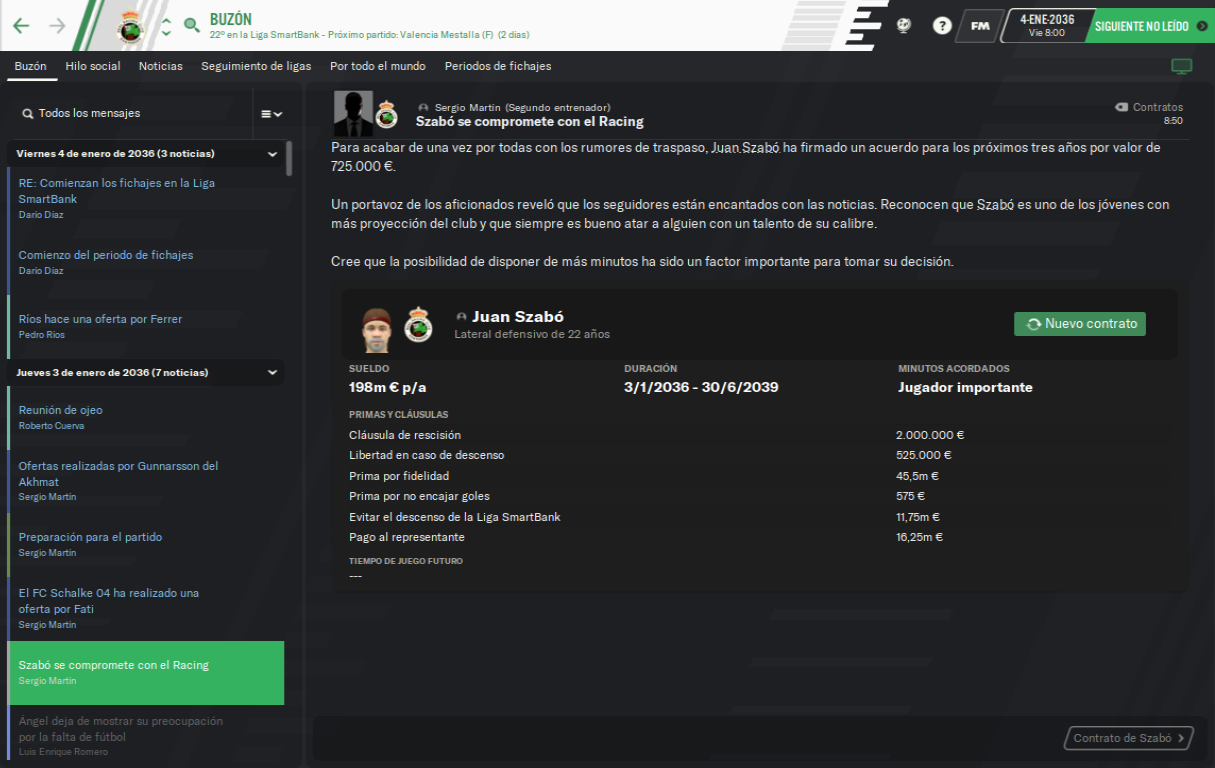 BUZÓN
22º en la Liga SmartBank - Próximo partido: Valencia Mestalla (F) (2 días)
?
FM
4-ENE-2036
Vie 8:00
SIGUIENTE NO LEÍDO
Buzón Hilo social Noticias Seguimiento de ligas Por todo el mundo Periodos de fichajes
Todos los mensajes
Viernes 4 de enero de 2036 (3 noticias)
RE: Comienzan los fichajes en la Liga
SmartBank
Darío Díaz
Comienzo del periodo de fichajes
Darío Díaz
Ríos hace una oferta por Ferrer
Pedro Ríos
Jueves 3 de enero de 2036 (7 noticias)
Reunión de ojeo
Roberto Cuerva
Ofertas realizadas por Gunnarsson del
Akhmat
Sergio Martín
Preparación para el partido
Sergio Martín
El FC Schalke 04 ha realizado una
oferta por Fati
Sergio Martín
Szabó se compromete con el Racing
Sergio Martín
Ángel deja de mostrar su preocupación
por la falta de fútbol
Luis Enrique Romero
Sergio Martín (Segundo entrenador)
Szabó se compromete con el Racing
Contratos
8:50
Para acabar de una vez por todas con los rumores de traspaso, Juan Szabó ha firmado un acuerdo para los próximos tres años por valor de
725.000 €.
Un portavoz de los aficionados reveló que los seguidores están encantados con las noticias. Reconocen que Szabó es uno de los jóvenes con
más proyección del club y que siempre es bueno atar a alguien con un talento de su calibre.
Cree que la posibilidad de disponer de más minutos ha sido un factor importante para tomar su decisión.
Juan Szabó
Lateral defensivo de 22 años
Nuevo contrato
SUELDO DURACIÓN MINUTOS ACORDADOS
198m € p/a 3/1/2036 - 30/6/2039 Jugador importante
PRIMAS Y CLÁUSULAS
Cláusula de rescisión 2.000.000 €
Libertad en caso de descenso 525.000 €
Prima por fidelidad 45,5m €
Prima por no encajar goles 575 €
Evitar el descenso de la Liga SmartBank 11,75m €
Pago al representante 16,25m €
TIEMPO DE JUEGO FUTURO
---
Contrato de Szabó